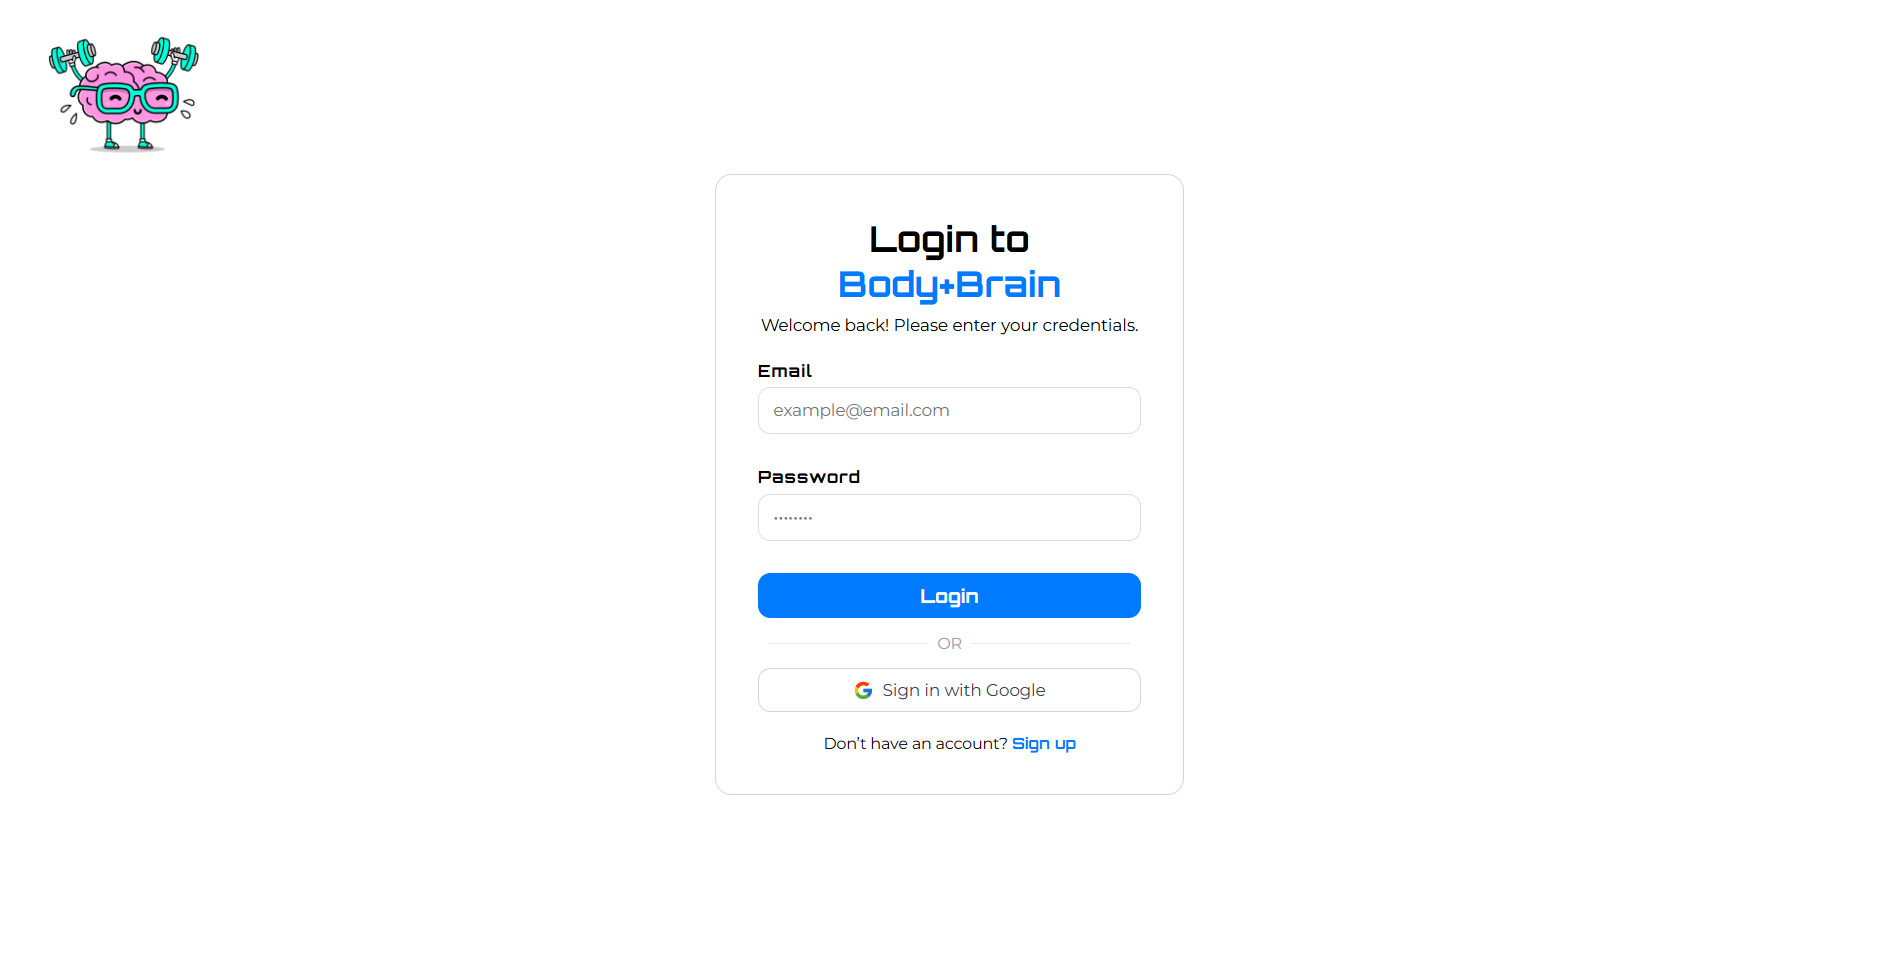 Login to
Body+Brain
Welcome back! Please enter your credentials.
Email
example@email.com
Password
........
Login
OR
Sign in with Google
Don’t have an account? Sign up